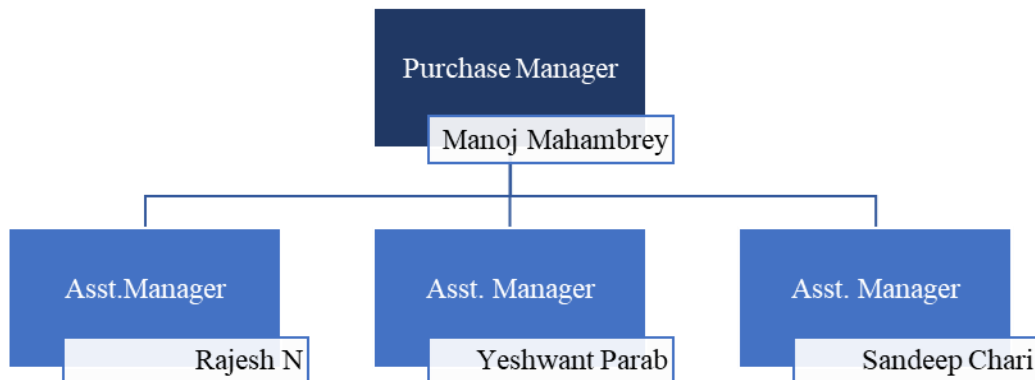 Purchase Manager
Manoj Mahambrey
Asst.Manager
Rajesh N
Asst. Manager
Yeshwant Parab
Asst. Manager
Sandeep Chari